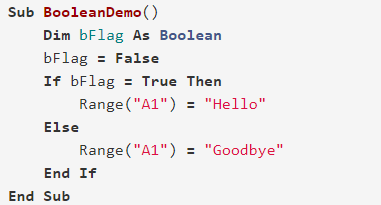 Sub BooleanDemo()
    Dim bFlag As Boolean
    bFlag = False
    If bFlag = True Then
        Range("A1") = "Hello"
    Else
        Range("A1") = "Goodbye"
    End If
End Sub